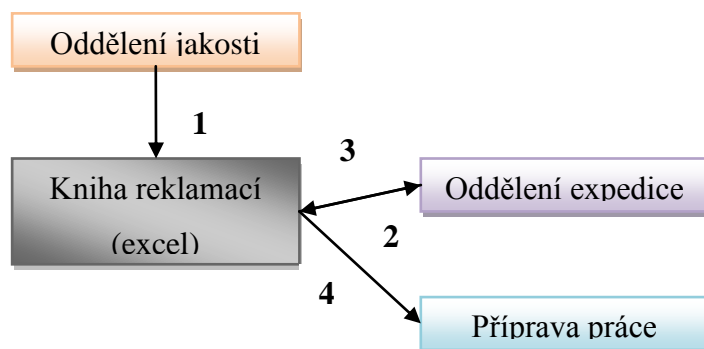 Oddělení jakosti
1
3
Kniha reklamací
(excel)
Oddělení expedice
2
4
Příprava práce